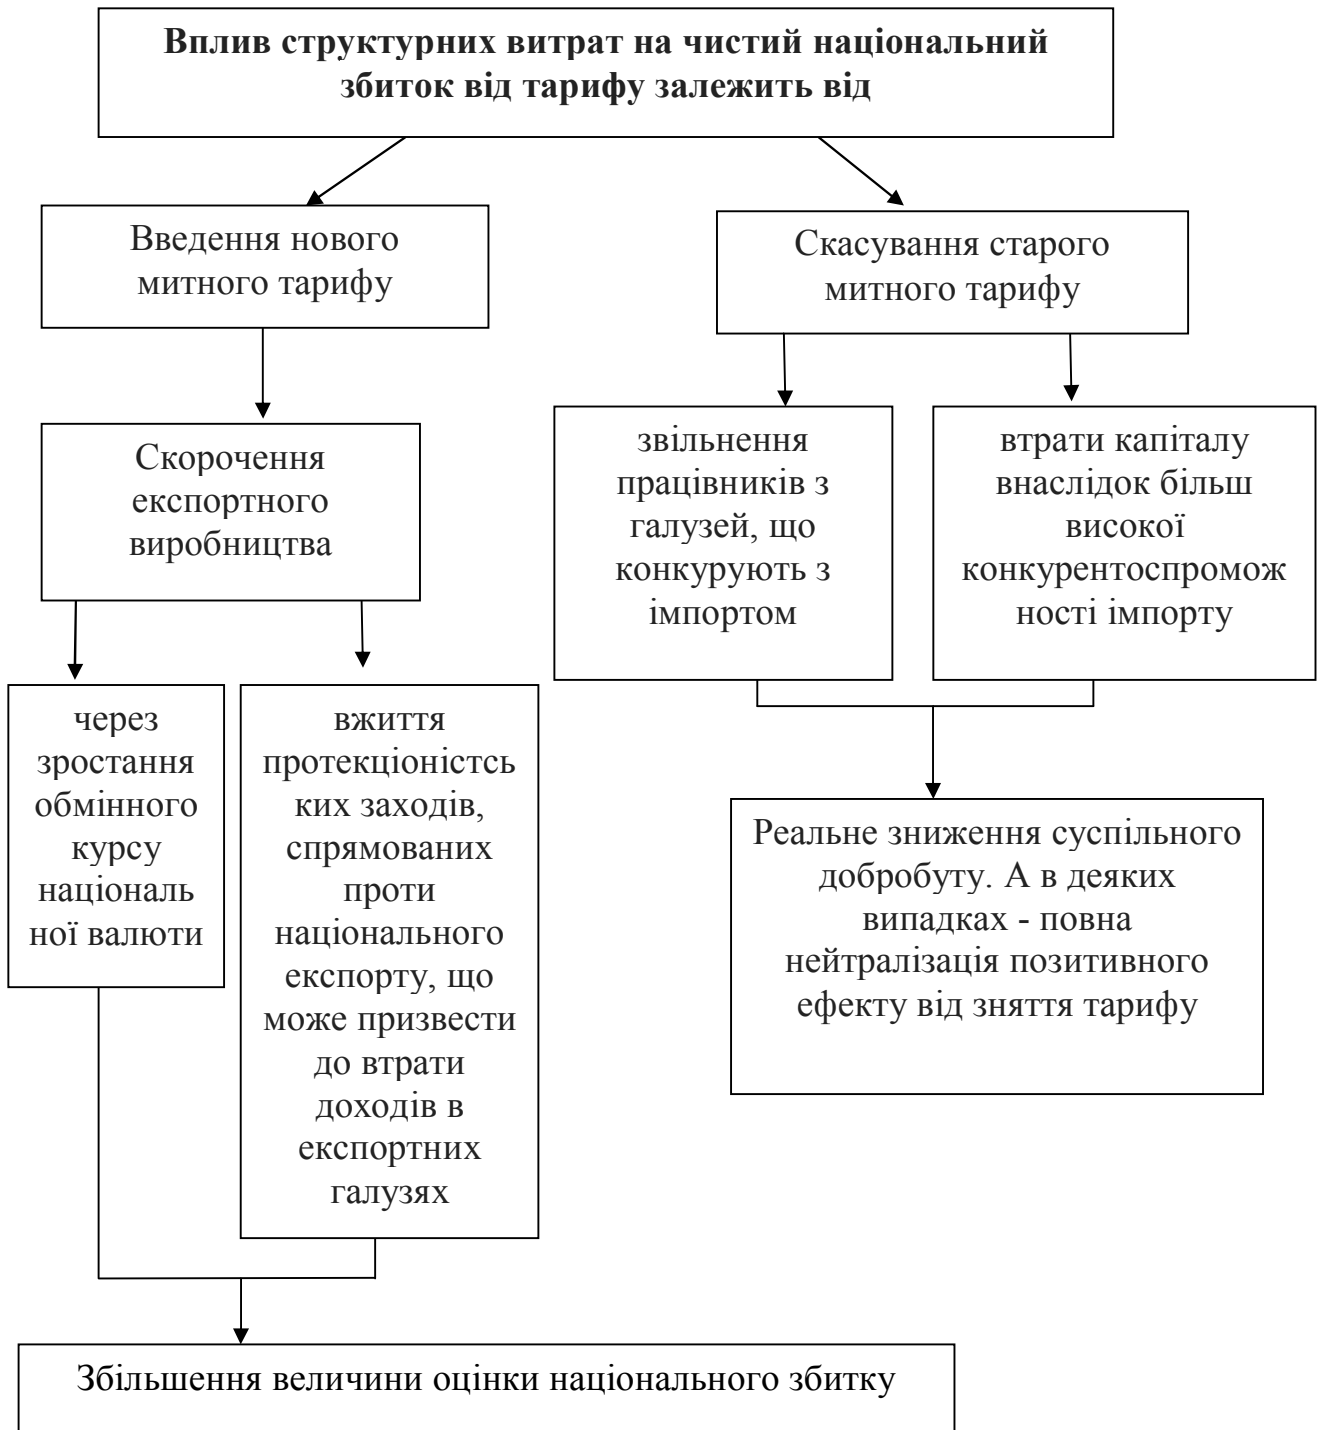 Вплив структурних витрат на чистий національний
збиток від тарифу залежить від
Введення нового
митного тарифу
Скасування старого
митного тарифу
Скорочення
експортного
виробництва
звільнення
працівників з
галузей, що
конкурують з
імпортом
втрати капіталу
внаслідок більш
високої
конкурентоспромож
ності імпорту
через
зростання
обмінного
курсу
національ
ної валюти
вжиття
протекціоністсь
ких заходів,
спрямованих
проти
національного
експорту, що
може призвести
до втрати
доходів в
експортних
галузях
Реальне зниження суспільного
добробуту. А в деяких
випадках - повна
нейтралізація позитивного
ефекту від зняття тарифу
Збільшення величини оцінки національного збитку